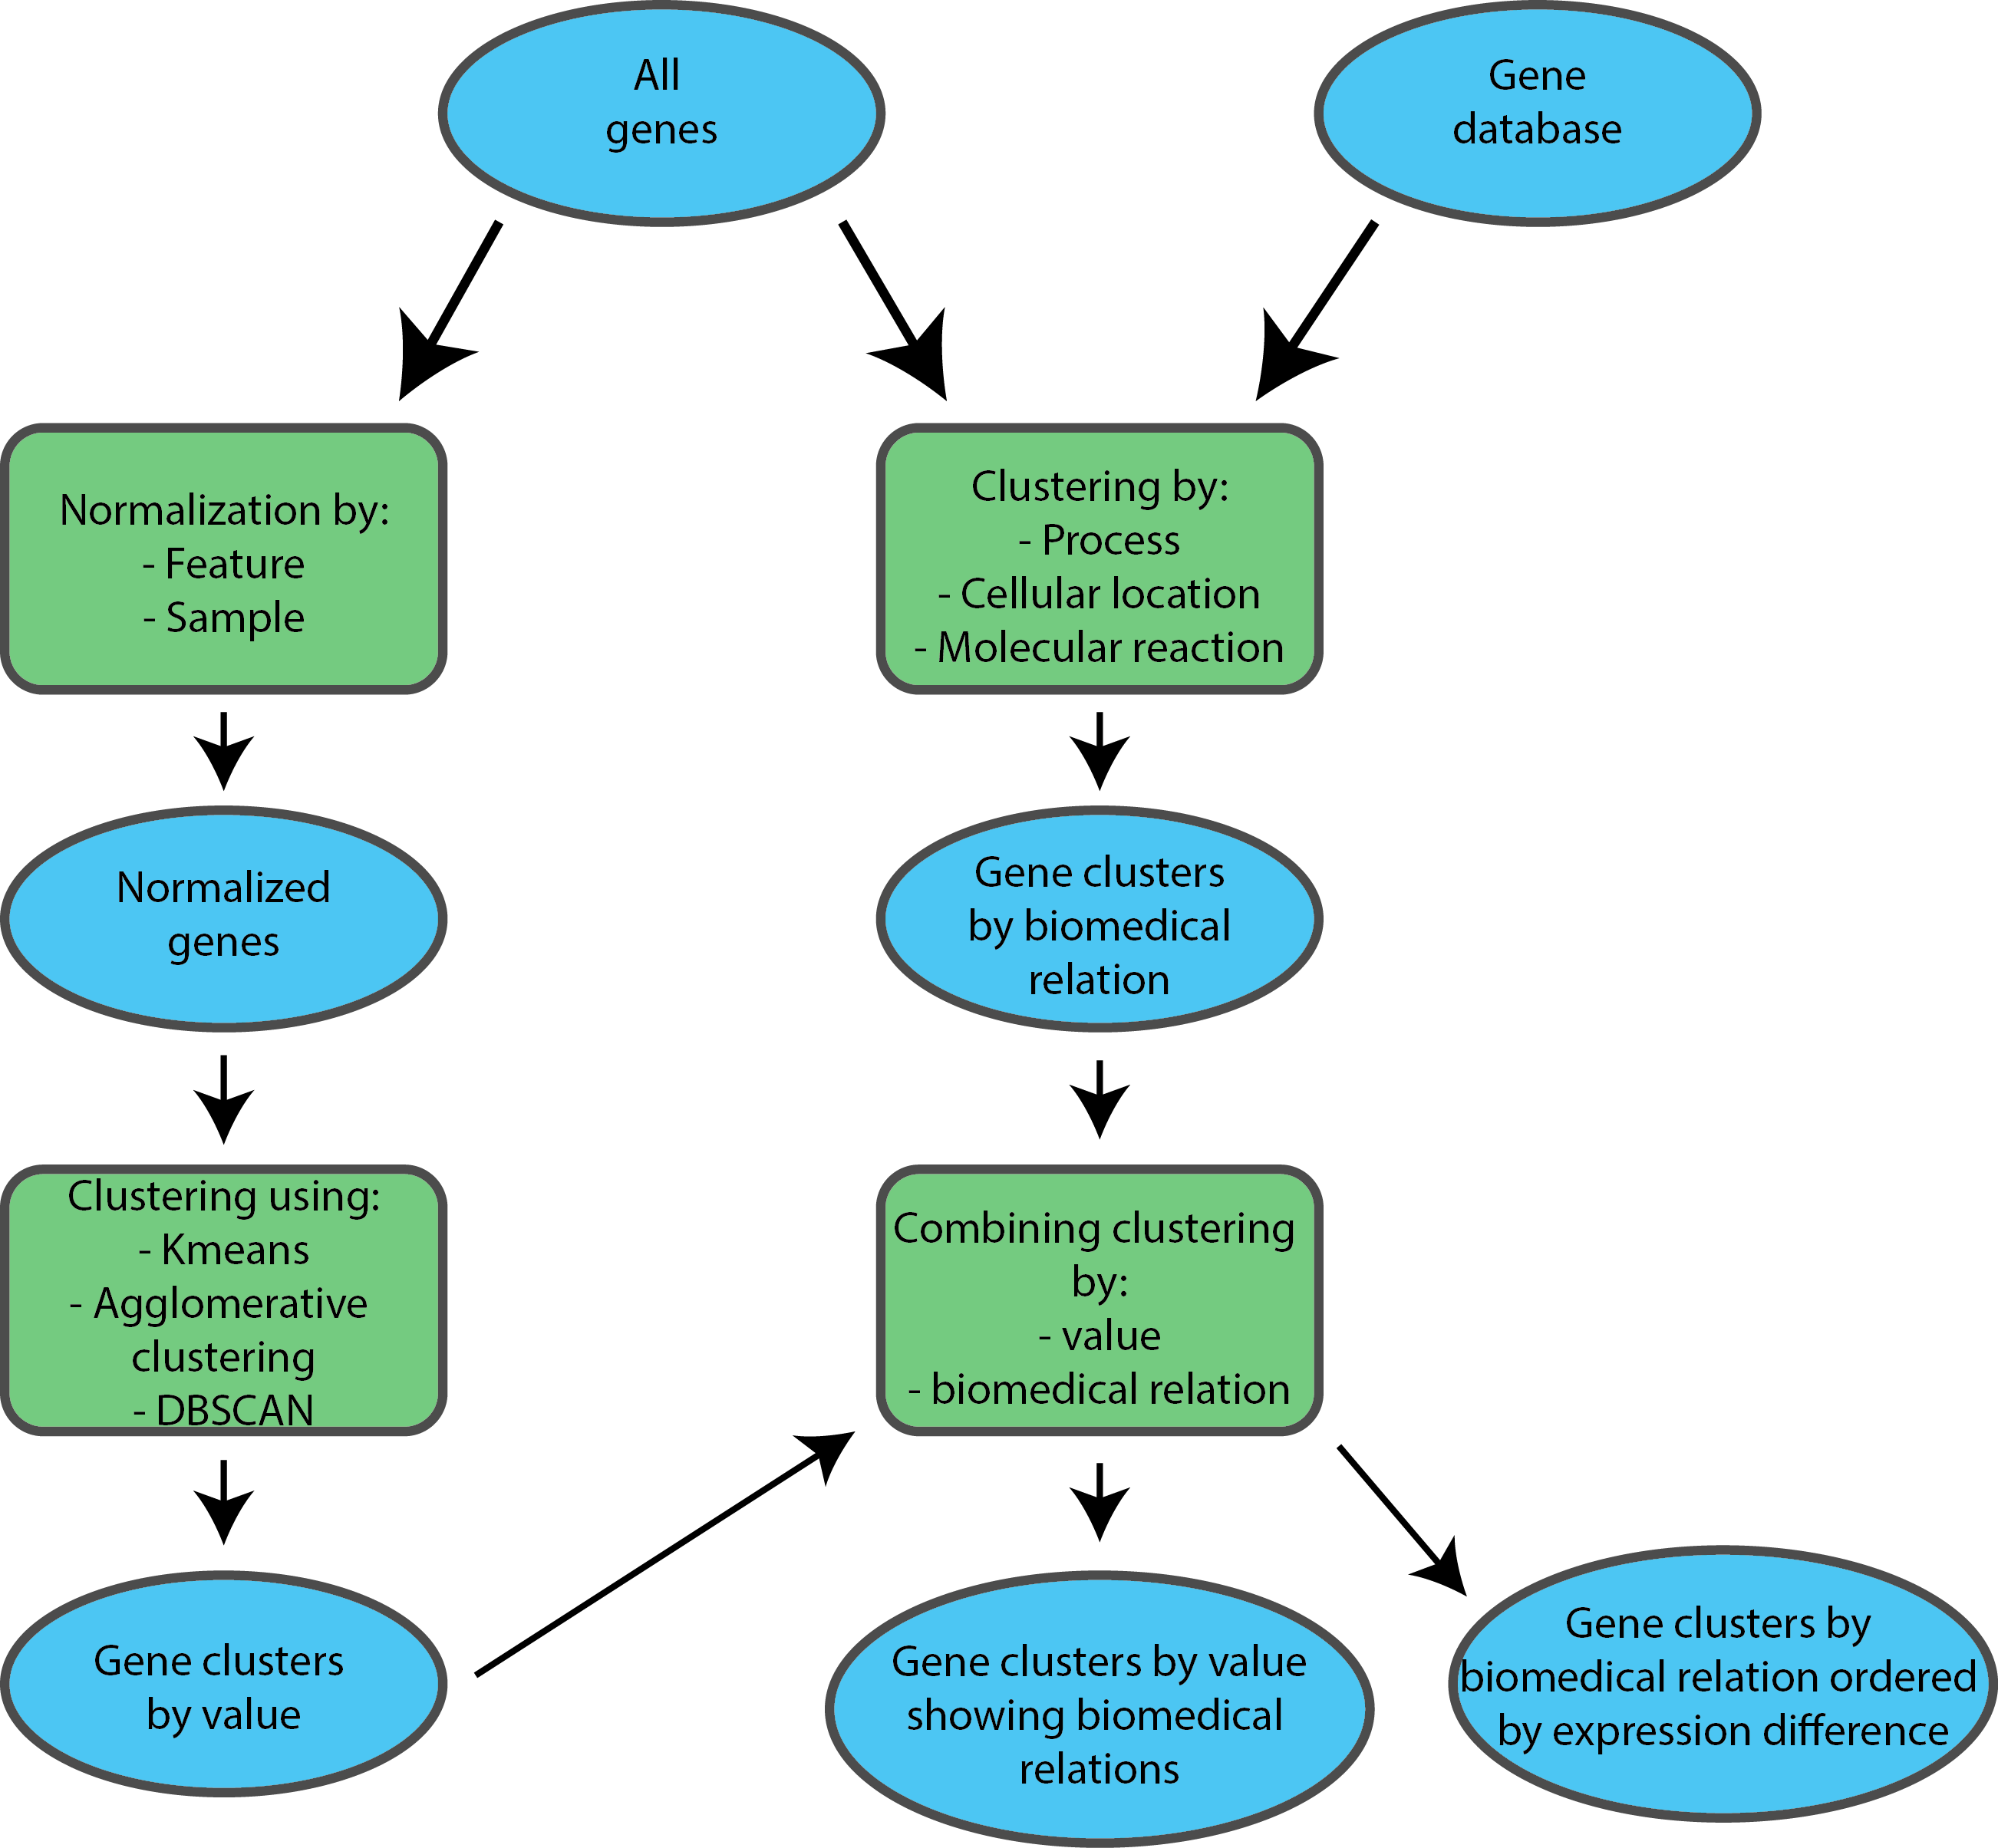 All
genes
Gene
database
Normalization by:
- Feature
- Sample
Clustering by:
- Process
- Cellular location
- Molecular reaction
Normalized
genes
Gene clusters
by biomedical
relation
Clustering using:
- Kmeans
- Agglomerative
clustering
- DBSCAN
Combining clustering
by:
- value
- biomedical relation
Gene clusters
by value
Gene clusters by value
showing biomedical
relations
Gene clusters by
biomedical relation ordered
by expression difference